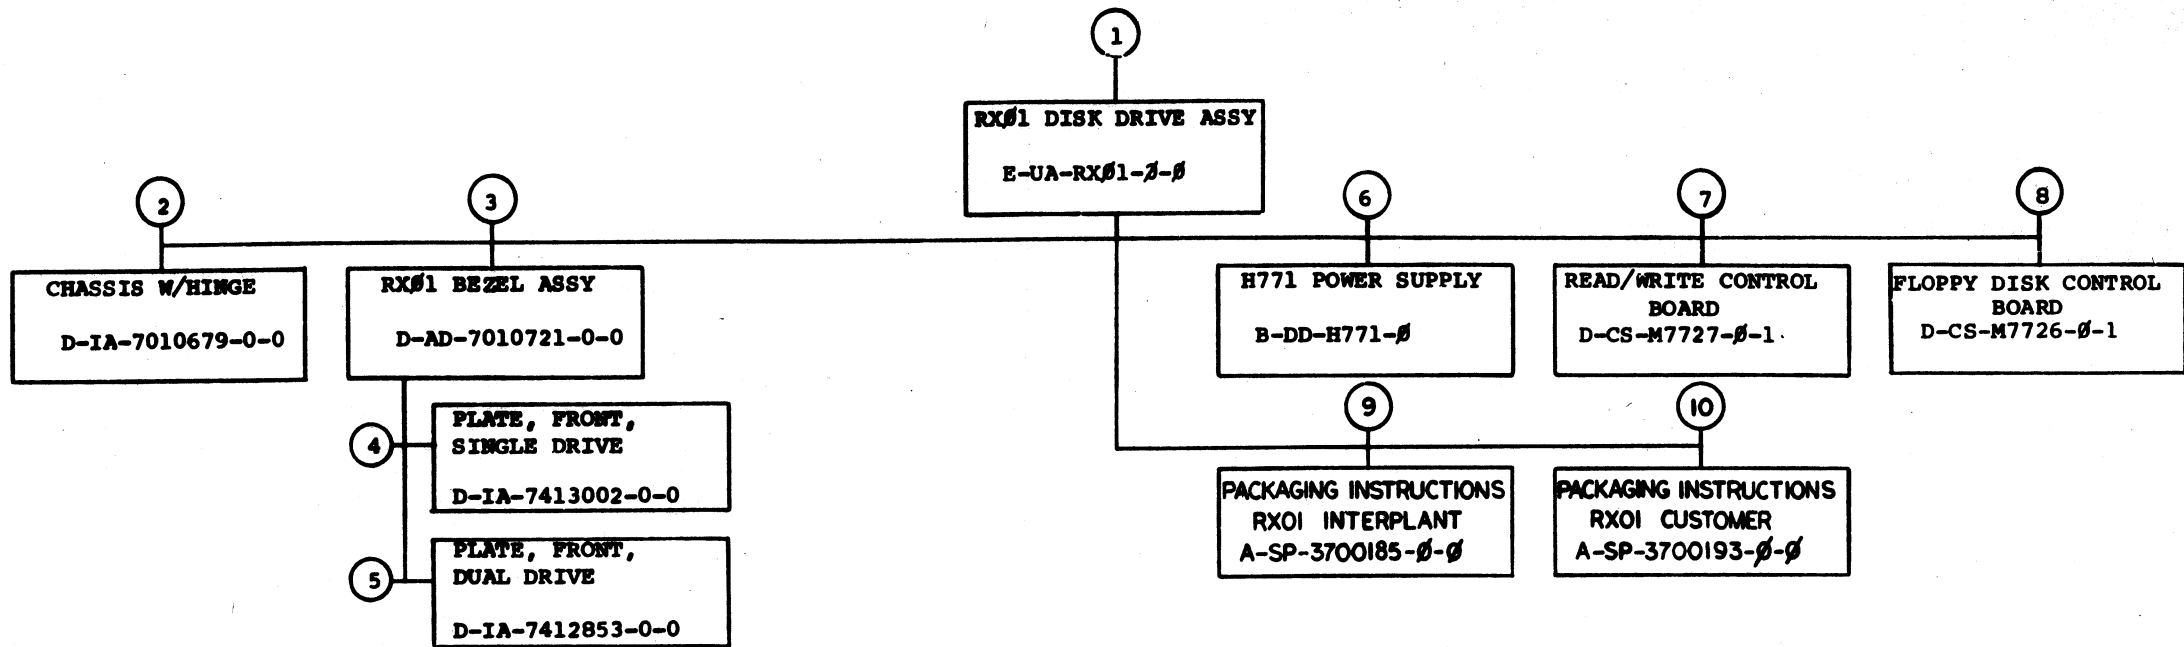 1
RXØ1 DISK DRIVE ASSY
E-UA-RXØ1-Ø-Ø
2
CHASSIS W/HINGE
D-IA-7010679-0-0
3
RXØ1 BEZEL ASSY
D-AD-7010721-0-0
4
PLATE, FRONT,
SINGLE DRIVE
D-IA-7413002-0-0
5
PLATE, FRONT,
DUAL DRIVE
D-IA-7412853-0-0
6
H771 POWER SUPPLY
B-DD-H771-Ø
7
READ/WRITE CONTROL
BOARD
D-CS-M7727-Ø-1
8
FLOPPY DISK CONTROL
BOARD
D-CS-M7726-Ø-1
9
PACKAGING INSTRUCTIONS
RX01 INTERPLANT
A-SP-3700185-Ø-Ø
10
PACKAGING INSTRUCTIONS
RX01 CUSTOMER
A-SP-3700193-Ø-Ø